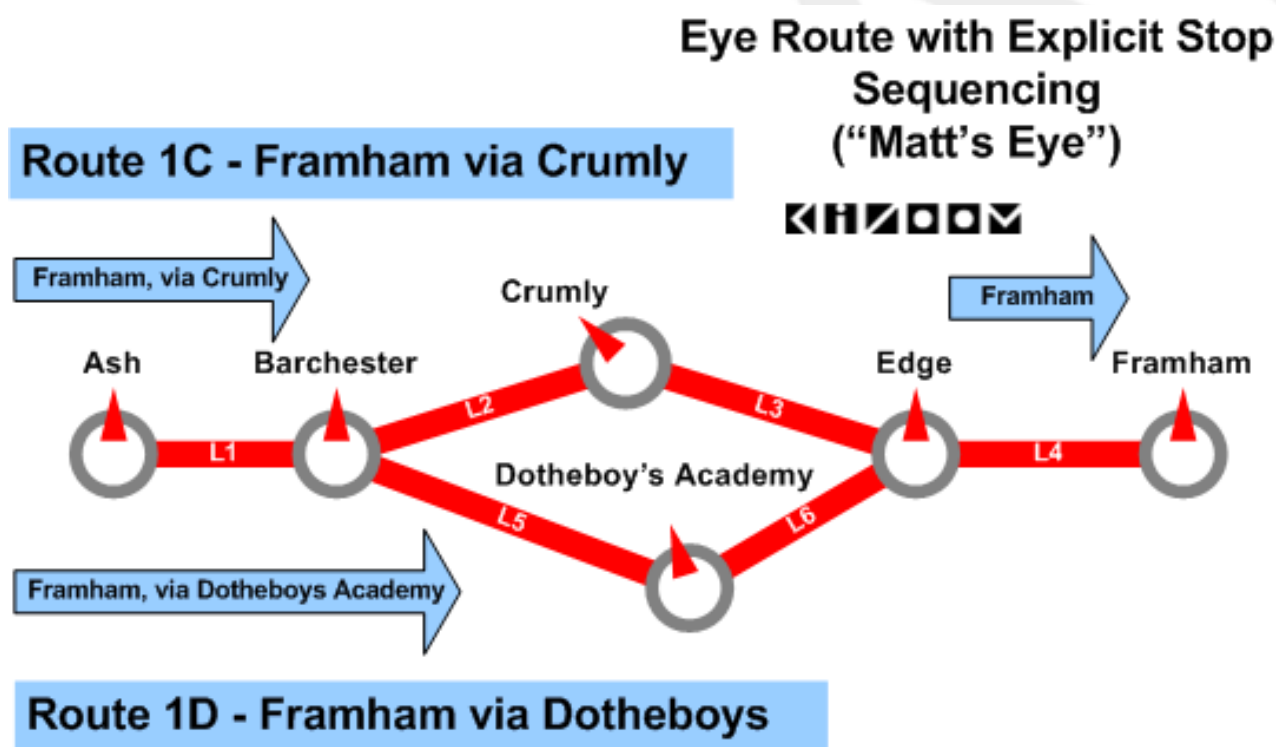 Eye Route with Explicit Stop
Sequencing
(“Matt’s Eye”)
Route 1C - Framham via Crumly
KIZOOM
Framham, via Crumly
Framham
Crumly
Ash
Barchester
Edge
Framham
L1
L2
L3
L4
Dotheboy’s Academy
L5
L6
Framham, via Dotheboys Academy
Route 1D - Framham via Dotheboys